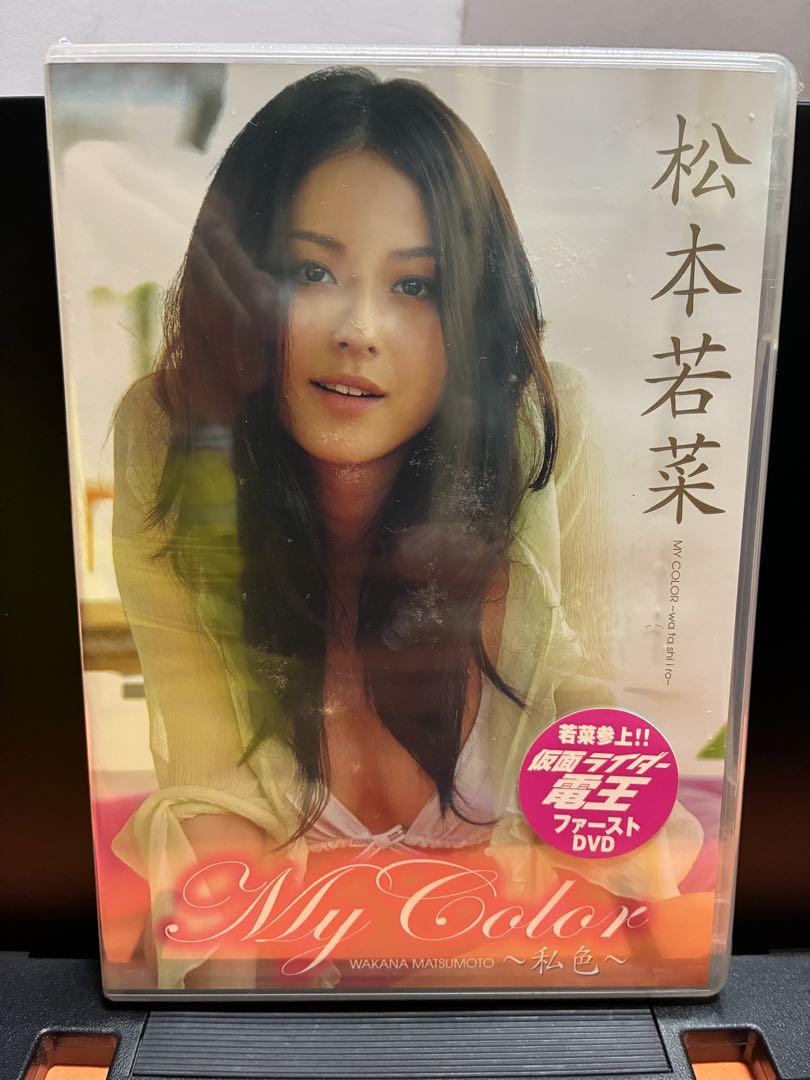 松本若菜
MY COLOR ~wa ta shi i ro~
若菜参上!!
仮面ライダー
電王
ファースト
DVD
My Color
WAKANA MATSUMOTO ～私色～